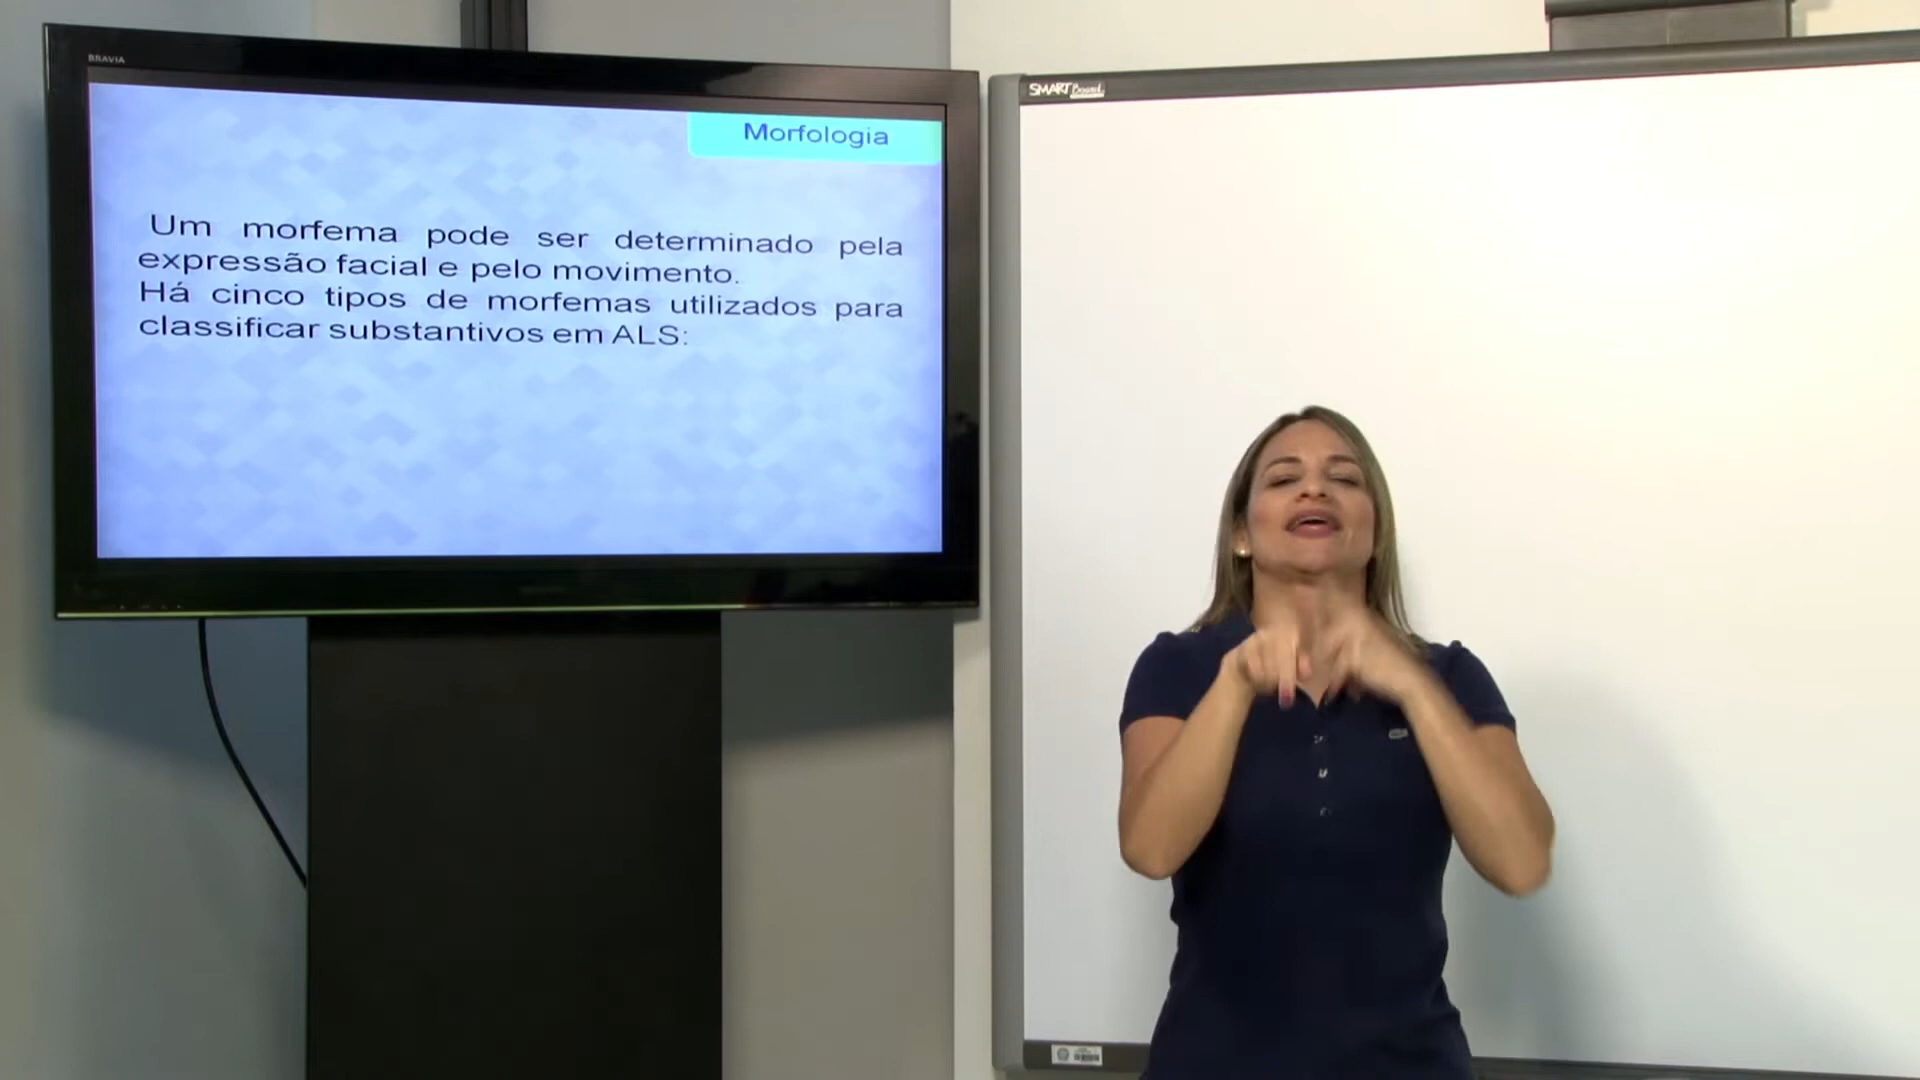 BRAVIA
Morfologia
Um morfema pode ser determinado pela
expressão facial e pelo movimento.
Há cinco tipos de morfemas utilizados para
classificar substantivos em ALS:
SMART Board